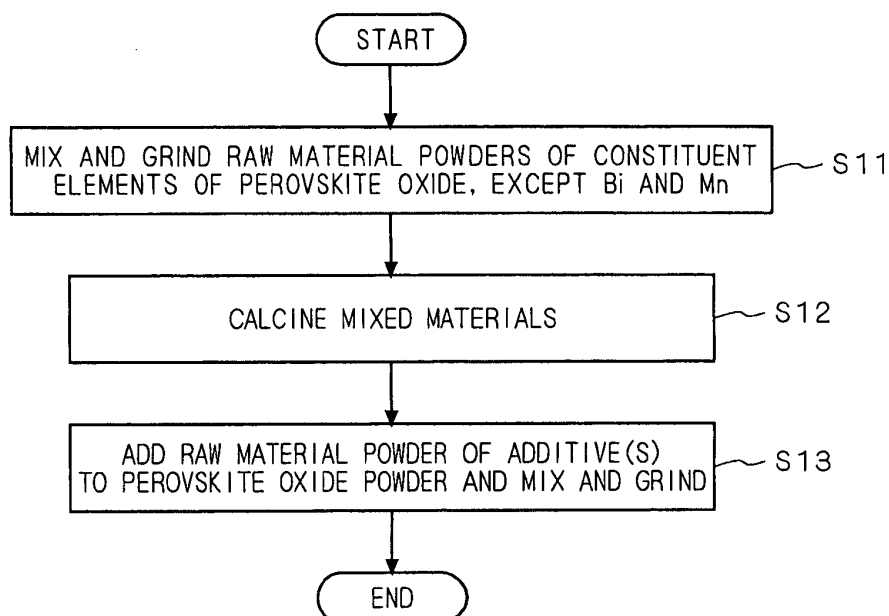 START
MIX AND GRIND RAW MATERIAL POWDERS OF CONSTITUENT
ELEMENTS OF PEROVSKITE OXIDE, EXCEPT Bi AND Mn
S11
CALCINE MIXED MATERIALS
S12
ADD RAW MATERIAL POWDER OF ADDITIVE(S)
TO PEROVSKITE OXIDE POWDER AND MIX AND GRIND
S13
END